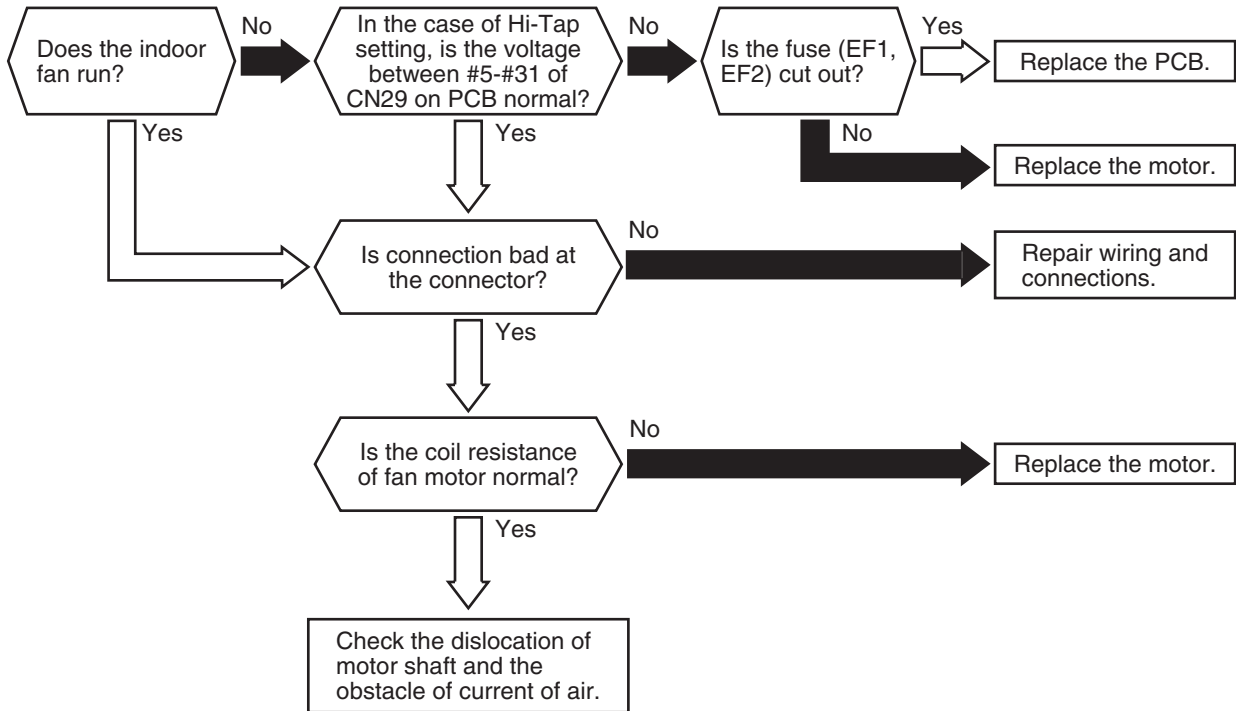 Does the indoor
fan run?
No
In the case of Hi-Tap
setting, is the voltage
between #5-#31 of
CN29 on PCB normal?
No
Is the fuse (EF1,
EF2) cut out?
Yes
Replace the PCB.
Yes
Yes
No
Replace the motor.
Is connection bad at
the connector?
No
Repair wiring and
connections.
Yes
Is the coil resistance
of fan motor normal?
No
Replace the motor.
Yes
Check the dislocation of
motor shaft and the
obstacle of current of air.